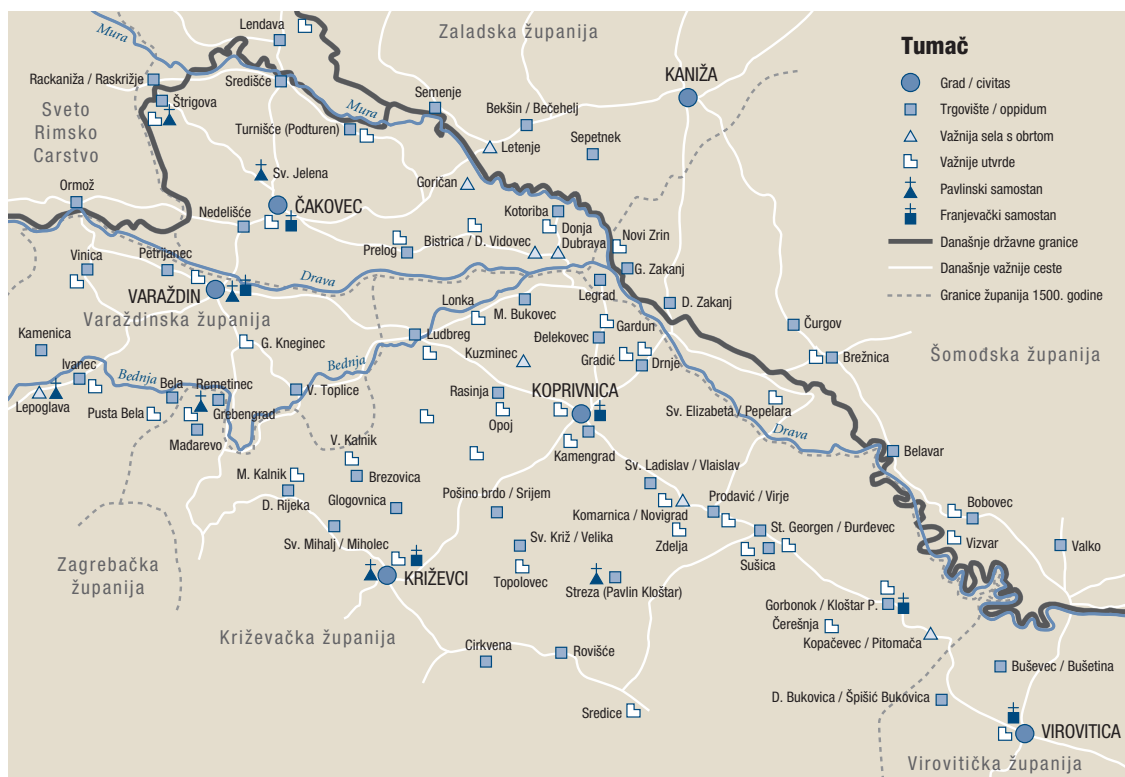 Lendava
Zaladska županija
Tumač
Mura
Grad / civitas
Rackaniža / Raskrižje
Središće
KANIŽA
Trgovište / oppidum
Štrigova
Semenje
Sveto
Rimsko
Carstvo
Mura
Bekšin / Bečehelj
Važnija sela s obrtom
Turnišće (Podturen)
Sepetnek
Letenje
Važnije utvrde
Sv. Jelena
Goričan
Pavlinski samostan
Ormož
ČAKOVEC
Franjevački samostan
Nedelišće
Kotoriba
Donja
Dubrava
Današnje državne granice
Prelog
Bistrica / D. Vidovec
Novi Zrin
Vinica
Petrijanec
G. Zakanj
Današnje važnije ceste
Drava
Legrad
Granice županija 1500. godine
VARAŽDIN
Lonka
M. Bukovec
D. Zakanj
Varaždinska županija
Ludbreg
Gardun
Čurgov
Kamenica
G. Kneginec
Đelekovec
Kuzminec
Gradić
Drnje
Brežnica
Šomođska županija
Ivanec
Bednja
Bednja
Bela
Remetinec
V. Toplice
Rasinja
KOPRIVNICA
Lepoglava
Pusta Bela
Grebengrad
Opoj
Sv. Elizabeta / Pepelara
Mađarevo
Drava
V. Kalnik
Kamengrad
Belavar
M. Kalnik
Brezovica
Sv. Ladislav / Vlaislav
D. Rijeka
Glogovnica
Pošino brdo / Srijem
Prodavić / Virje
Bobovec
Komarnica / Novigrad
St. Georgen / Đurđevec
Sv. Mihalj / Miholec
Sv. Križ / Velika
Zdelja
Vizvar
Valko
Zagrebačka
županija
Sušica
KRIŽEVCI
Topolovec
Streza (Pavlin Kloštar)
Gorbonok / Kloštar P.
Čerešnja
Križevačka županija
Kopačevec / Pitomača
Cirkvena
Rovišće
Buševec / Bušetina
D. Bukovica / Špišić Bukovica
Sredice
VIROVITICA
Virovitička županija